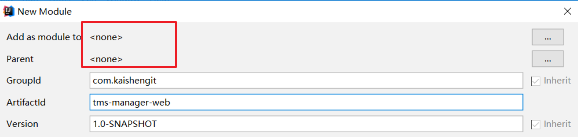 New Module
Add as module to <none> ...
Parent <none> ...
GroupId com.kaishengit Inherit
ArtifactId tms-manager-web
Version 1.0-SNAPSHOT Inherit